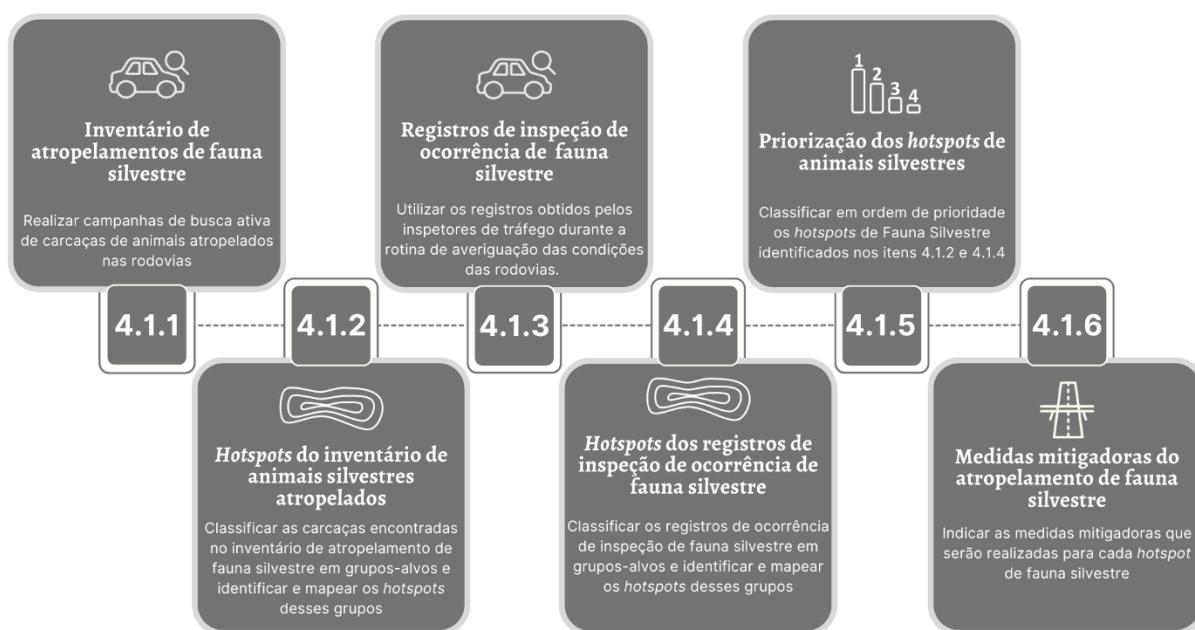 Inventário de
atropelamentos de fauna
silvestre
Realizar campanhas de busca ativa
de carcaças de animais atropelados
nas rodovias
4.1.1
Hotspots do inventário de
animais silvestres
atropelados
Classificar as carcaças encontradas
no inventário de atropelamento de
fauna silvestre em grupos-alvos e
identificar e mapear os hotspots
desses grupos
4.1.2
Registros de inspeção de
ocorrência de fauna
silvestre
Utilizar os registros obtidos pelos
inspetores de tráfego durante a
rotina de averiguação das condições
das rodovias.
4.1.3
Hotspots dos registros de
inspeção de ocorrência de
fauna silvestre
Classificar os registros de ocorrência
de inspeção de fauna silvestre em
grupos-alvos e identificar e mapear
os hotspots desses grupos
4.1.4
1 2 3 4
Priorização dos hotspots de
animais silvestres
Classificar em ordem de prioridade
os hotspots de Fauna Silvestre
identificados nos itens 4.1.2 e 4.1.4
4.1.5
Medidas mitigadoras do
atropelamento de fauna
silvestre
Indicar as medidas mitigadoras que
serão realizadas para cada hotspot
de fauna silvestre
4.1.6